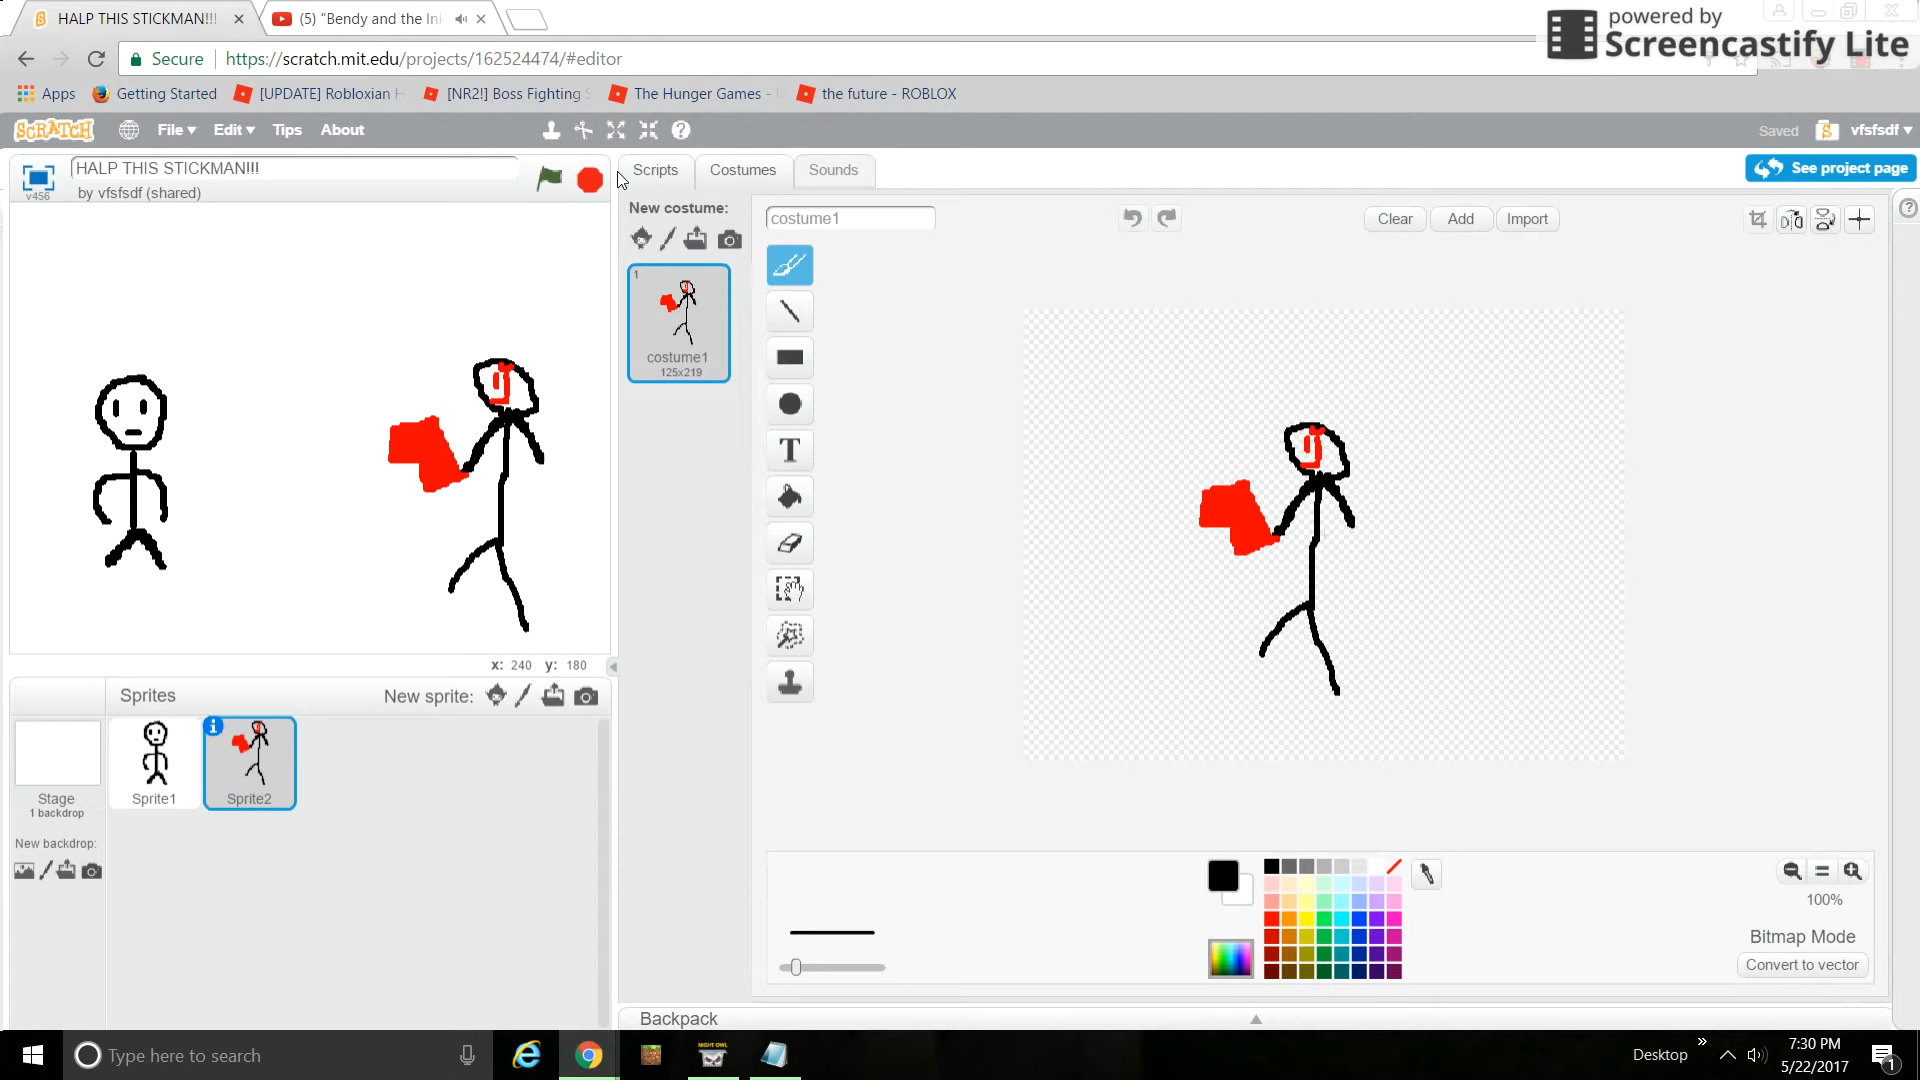 HALP THIS STICKMAN!!!
(5) "Bendy and the Ink
powered by
Screencastify Lite
Secure
https://scratch.mit.edu/projects/162524474/#editor
Apps
Getting Started
[UPDATE] Robloxian H
[NR2!] Boss Fighting S
The Hunger Games -
the future - ROBLOX
SCRATCH
File
Edit
Tips
About
Saved
vfsfsdf
v456
HALP THIS STICKMAN!!!
by vfsfsdf (shared)
Scripts
Costumes
Sounds
See project page
New costume:
costume1
Clear
Add
Import
1
costume1
125x219
T
x: 240 y: 180
Sprites
New sprite:
Stage
1 backdrop
New backdrop:
Sprite1
Sprite2
100%
Bitmap Mode
Convert to vector
Backpack
Type here to search
NIGHT OWL
Desktop
7:30 PM
5/22/2017
1